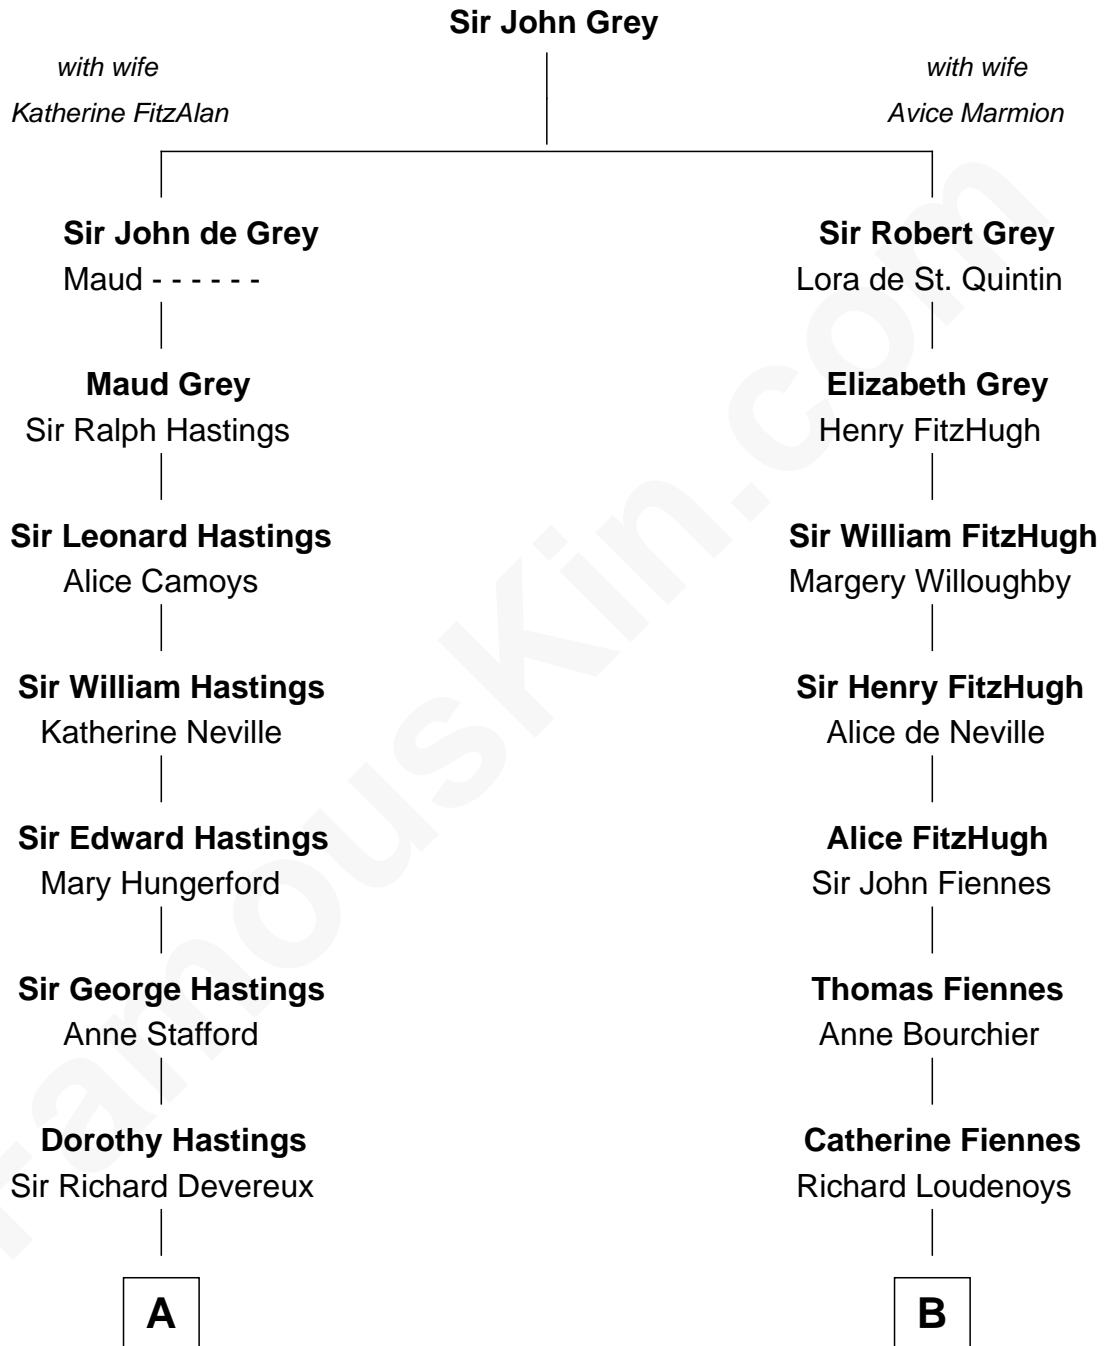 Sir John Grey
with wife
Katherine FitzAlan
with wife
Avice Marmion
Sir John de Grey
Maud - - - - - -
Sir Robert Grey
Lora de St. Quintin
Maud Grey
Sir Ralph Hastings
Elizabeth Grey
Henry FitzHugh
Sir Leonard Hastings
Alice Camoys
Sir William FitzHugh
Margery Willoughby
Sir William Hastings
Katherine Neville
Sir Henry FitzHugh
Alice de Neville
Sir Edward Hastings
Mary Hungerford
Alice FitzHugh
Sir John Fiennes
Sir George Hastings
Anne Stafford
Thomas Fiennes
Anne Bourchier
Dorothy Hastings
Sir Richard Devereux
Catherine Fiennes
Richard Loudenoys
A
B
FamousKin.com